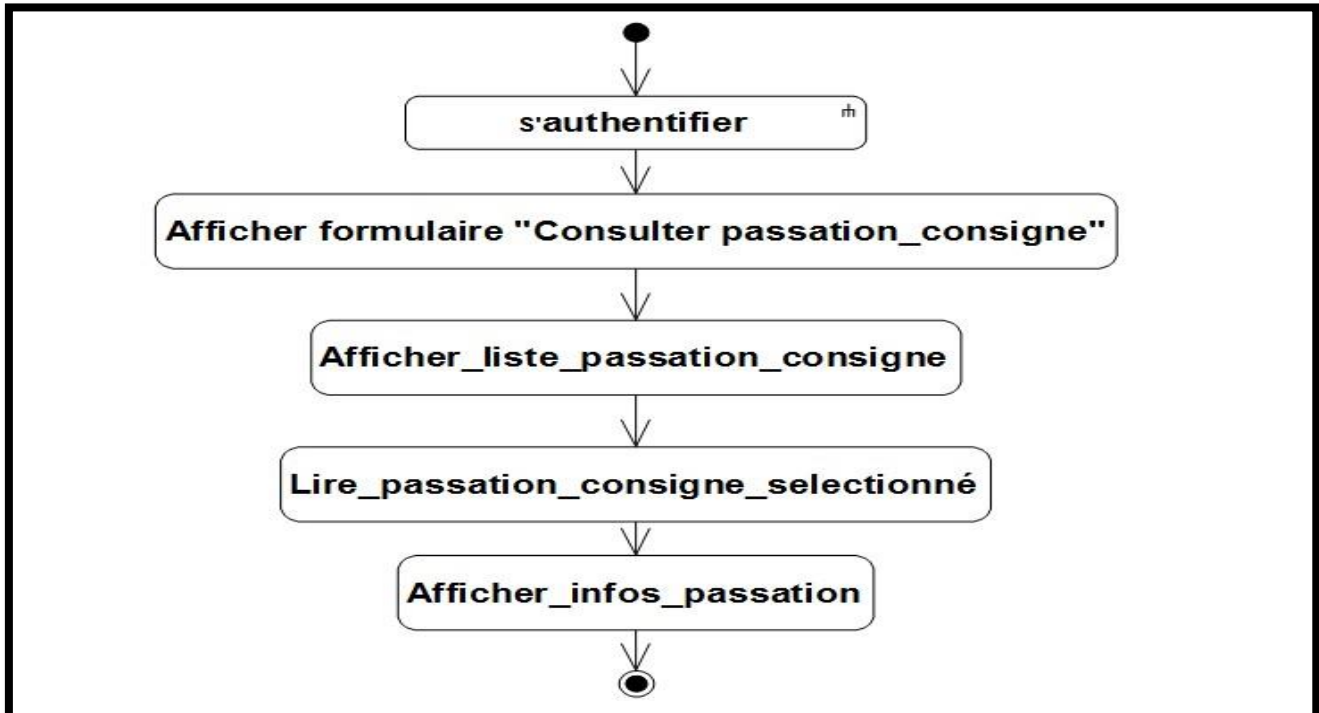 s'authentifier
Afficher formulaire "Consulter passation_consigne"
Afficher_liste_passation_consigne
Lire_passation_consigne_selectionné
Afficher_infos_passation